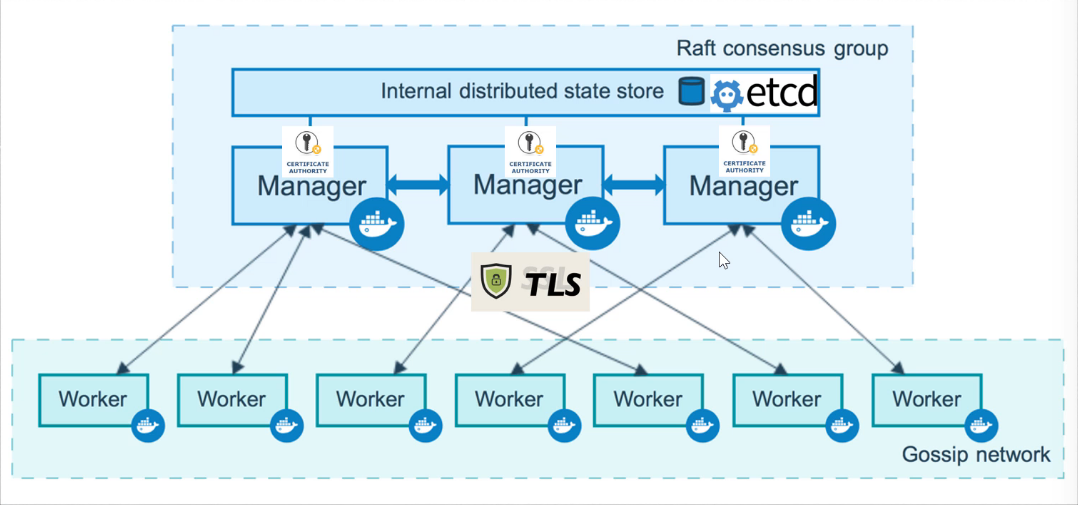 Raft consensus group
Internal distributed state store
etcd
CERTIFICATE
AUTHORITY
Manager
CERTIFICATE
AUTHORITY
Manager
CERTIFICATE
AUTHORITY
Manager
SSL
TLS
Worker
Worker
Worker
Worker
Worker
Worker
Worker
Gossip network